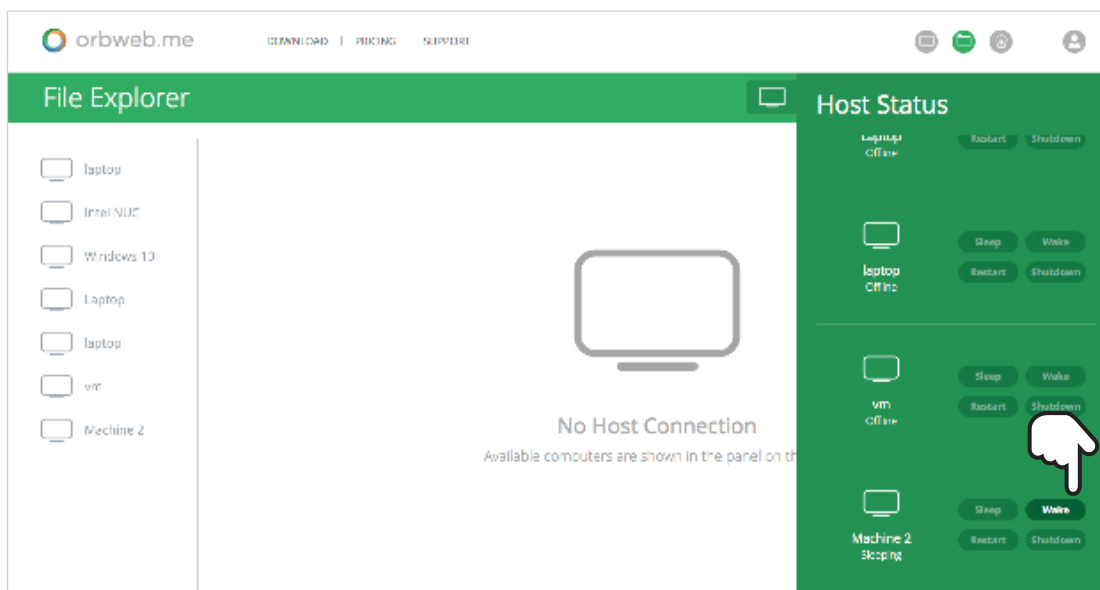 orbweb.me
DOWNLOAD | PRICING SUPPORT
File Explorer
Host Status
Laptop
Offline
Restart Shutdown
laptop
Intel NUC
Windows 10
Laptop
laptop
vm
Machine 2
No Host Connection
Available computers are shown in the panel on th
Sleep Wake
laptop
Offline
Restart Shutdown
Sleep Wake
vm
Offline
Restart Shutdown
Sleep Wake
Machine 2
Sleeping
Restart Shutdown